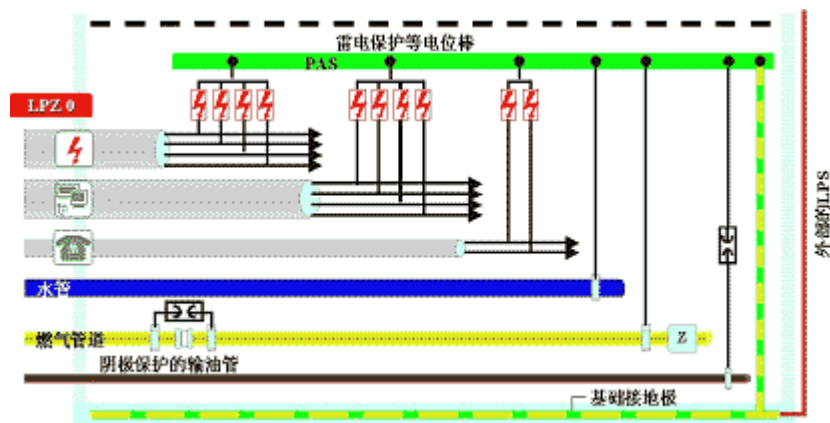 雷电保护等电位棒
PAS
LPZ 0
外部的LPS
水管
燃气管道
Z
阴极保护的输油管
基础接地极